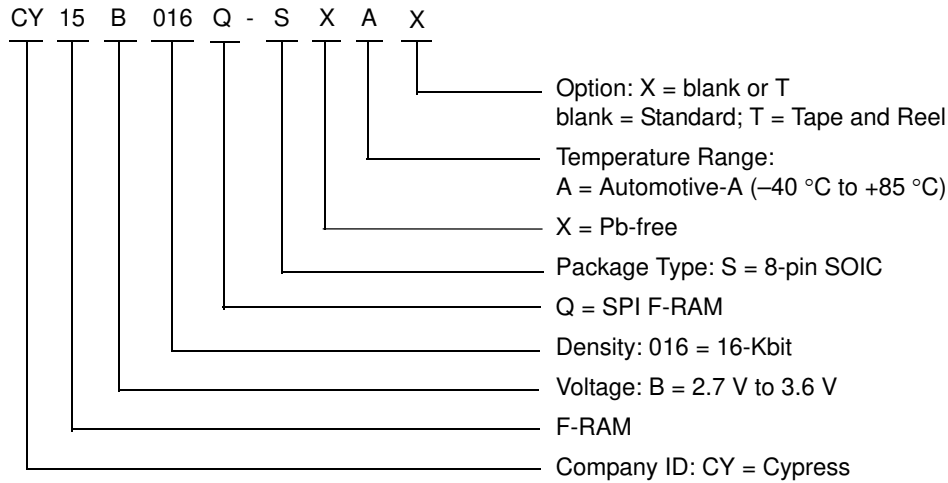 CY 15 B 016 Q - S X A X
Option: X = blank or T
blank = Standard; T = Tape and Reel
Temperature Range:
A = Automotive-A (–40 °C to +85 °C)
X = Pb-free
Package Type: S = 8-pin SOIC
Q = SPI F-RAM
Density: 016 = 16-Kbit
Voltage: B = 2.7 V to 3.6 V
F-RAM
Company ID: CY = Cypress